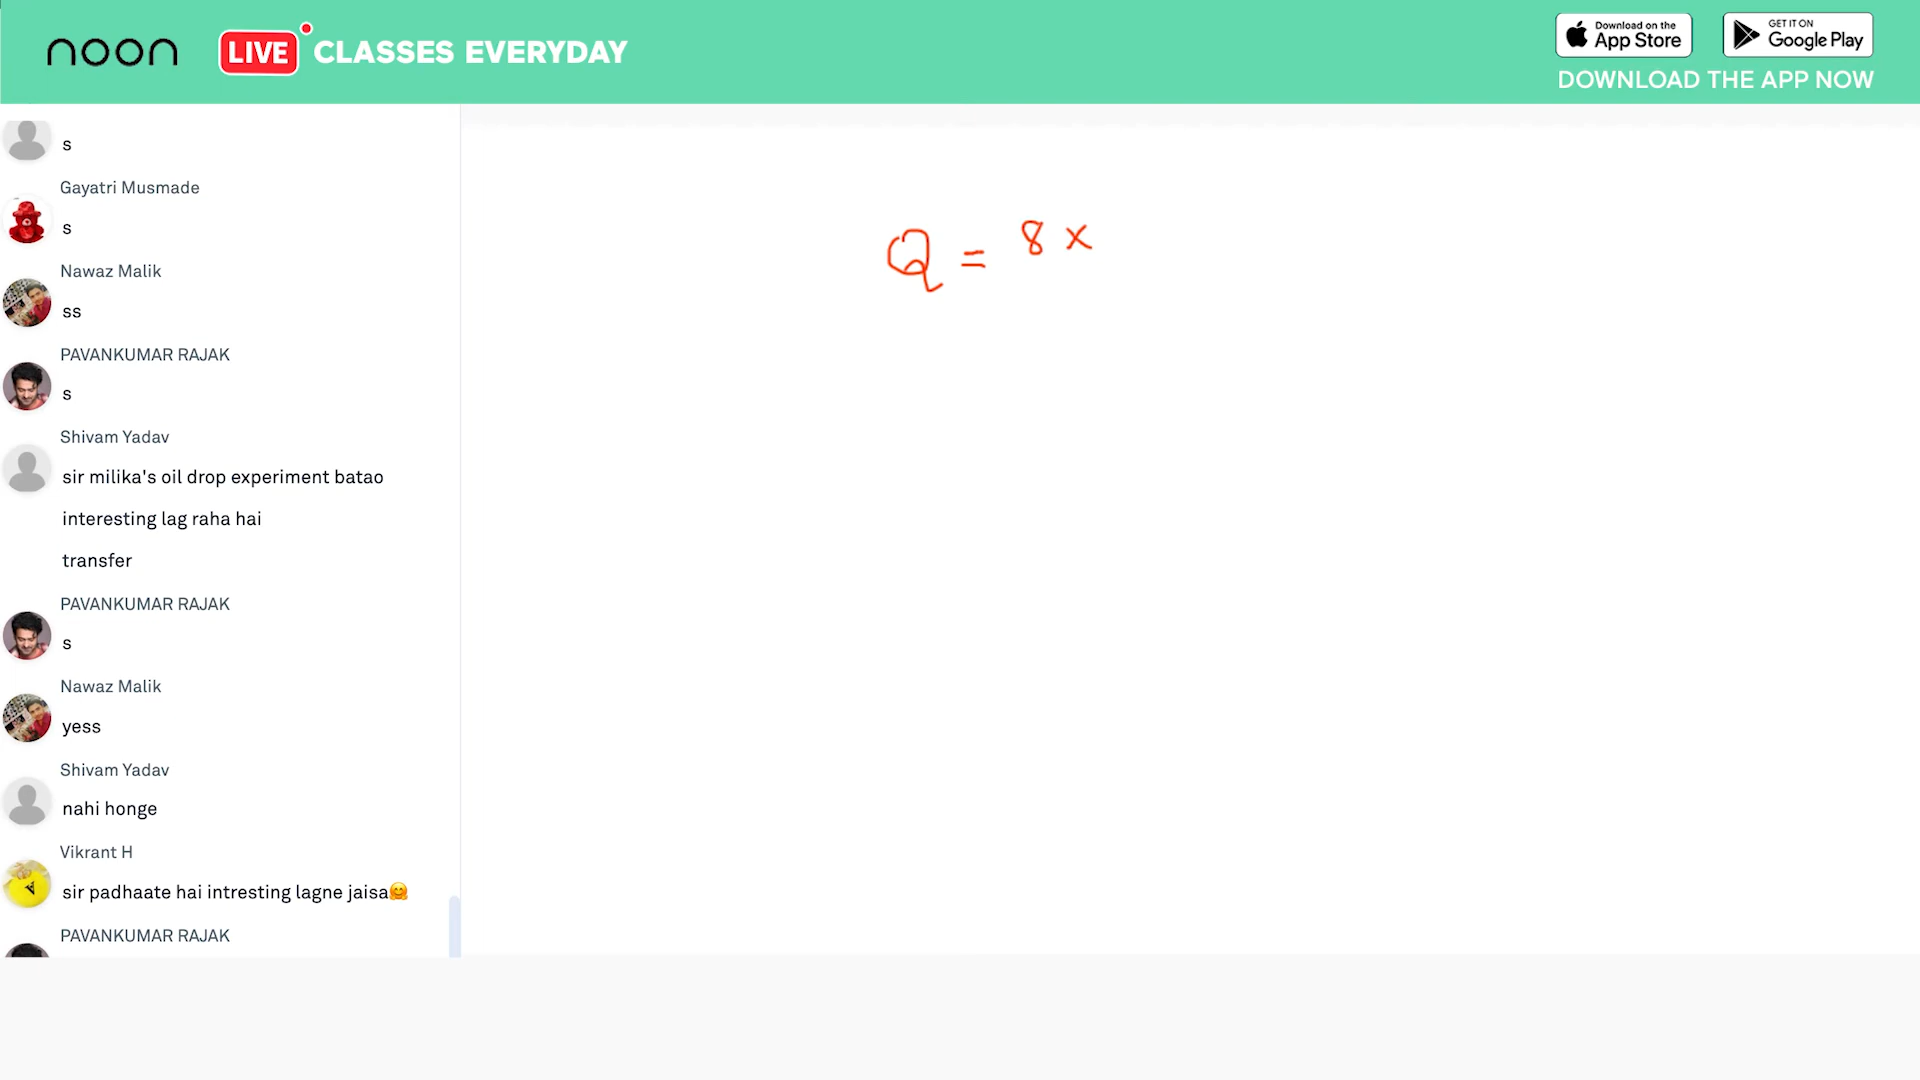 noon LIVE CLASSES EVERYDAY
Download on the App Store
GET IT ON Google Play
DOWNLOAD THE APP NOW
s
Gayatri Musmade
s
Nawaz Malik
ss
PAVANKUMAR RAJAK
s
Shivam Yadav
sir milika's oil drop experiment batao
interesting lag raha hai
transfer
PAVANKUMAR RAJAK
s
Nawaz Malik
yess
Shivam Yadav
nahi honge
Vikrant H
sir padhaate hai intresting lagne jaisa🤗
PAVANKUMAR RAJAK
Q = 8 x